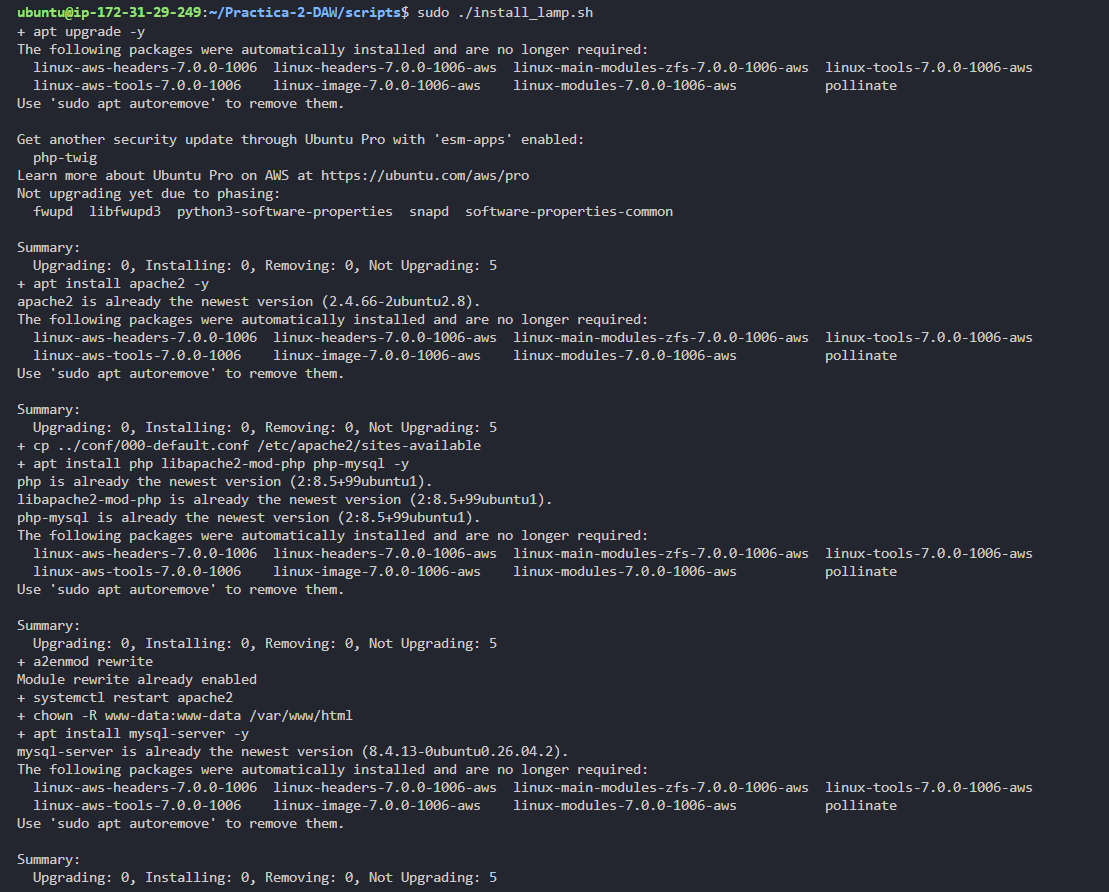 ubuntu@ip-172-31-29-249:~/Practica-2-DAW/scripts$ sudo ./install_lamp.sh
+ apt upgrade -y
The following packages were automatically installed and are no longer required:
  linux-aws-headers-7.0.0-1006  linux-headers-7.0.0-1006-aws  linux-main-modules-zfs-7.0.0-1006-aws  linux-tools-7.0.0-1006-aws
  linux-aws-tools-7.0.0-1006    linux-image-7.0.0-1006-aws    linux-modules-7.0.0-1006-aws           pollinate
Use 'sudo apt autoremove' to remove them.

Get another security update through Ubuntu Pro with 'esm-apps' enabled:
  php-twig
Learn more about Ubuntu Pro on AWS at https://ubuntu.com/aws/pro
Not upgrading yet due to phasing:
  fwupd  libfwupd3  python3-software-properties  snapd  software-properties-common

Summary:
  Upgrading: 0, Installing: 0, Removing: 0, Not Upgrading: 5
+ apt install apache2 -y
apache2 is already the newest version (2.4.66-2ubuntu2.8).
The following packages were automatically installed and are no longer required:
  linux-aws-headers-7.0.0-1006  linux-headers-7.0.0-1006-aws  linux-main-modules-zfs-7.0.0-1006-aws  linux-tools-7.0.0-1006-aws
  linux-aws-tools-7.0.0-1006    linux-image-7.0.0-1006-aws    linux-modules-7.0.0-1006-aws           pollinate
Use 'sudo apt autoremove' to remove them.

Summary:
  Upgrading: 0, Installing: 0, Removing: 0, Not Upgrading: 5
+ cp ../conf/000-default.conf /etc/apache2/sites-available
+ apt install php libapache2-mod-php php-mysql -y
php is already the newest version (2:8.5+99ubuntu1).
libapache2-mod-php is already the newest version (2:8.5+99ubuntu1).
php-mysql is already the newest version (2:8.5+99ubuntu1).
The following packages were automatically installed and are no longer required:
  linux-aws-headers-7.0.0-1006  linux-headers-7.0.0-1006-aws  linux-main-modules-zfs-7.0.0-1006-aws  linux-tools-7.0.0-1006-aws
  linux-aws-tools-7.0.0-1006    linux-image-7.0.0-1006-aws    linux-modules-7.0.0-1006-aws           pollinate
Use 'sudo apt autoremove' to remove them.

Summary:
  Upgrading: 0, Installing: 0, Removing: 0, Not Upgrading: 5
+ a2enmod rewrite
Module rewrite already enabled
+ systemctl restart apache2
+ chown -R www-data:www-data /var/www/html
+ apt install mysql-server -y
mysql-server is already the newest version (8.4.13-0ubuntu0.26.04.2).
The following packages were automatically installed and are no longer required:
  linux-aws-headers-7.0.0-1006  linux-headers-7.0.0-1006-aws  linux-main-modules-zfs-7.0.0-1006-aws  linux-tools-7.0.0-1006-aws
  linux-aws-tools-7.0.0-1006    linux-image-7.0.0-1006-aws    linux-modules-7.0.0-1006-aws           pollinate
Use 'sudo apt autoremove' to remove them.

Summary:
  Upgrading: 0, Installing: 0, Removing: 0, Not Upgrading: 5